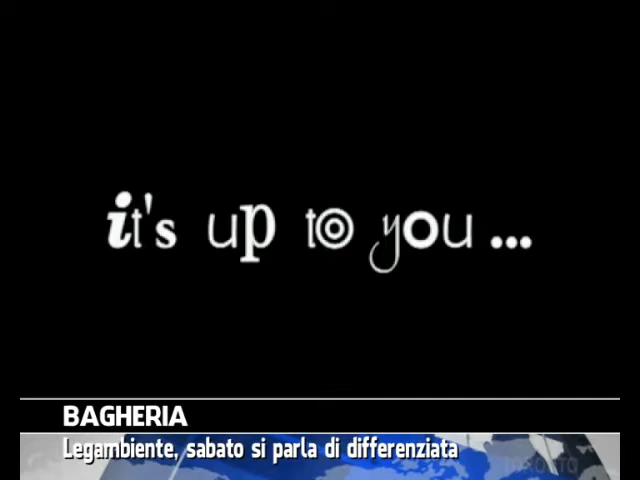 it's up to you ...
BAGHERIA
Legambiente, sabato si parla di differenziata